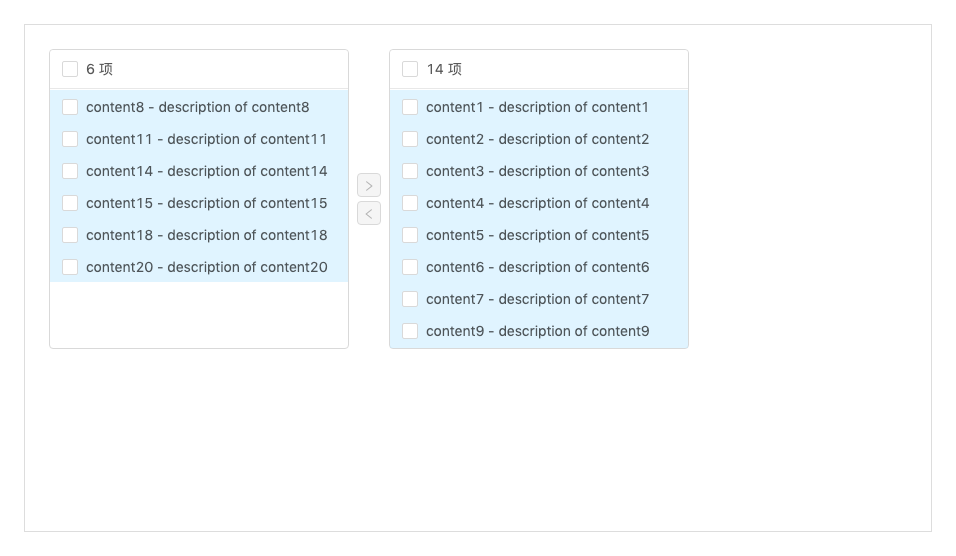 6 项
content8 - description of content8
content11 - description of content11
content14 - description of content14
content15 - description of content15
content18 - description of content18
content20 - description of content20
14 项
content1 - description of content1
content2 - description of content2
content3 - description of content3
content4 - description of content4
content5 - description of content5
content6 - description of content6
content7 - description of content7
content9 - description of content9